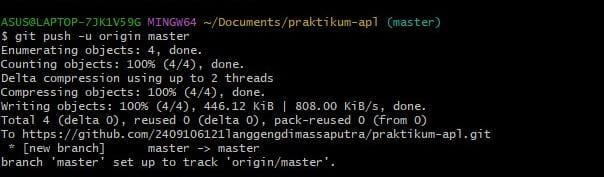 ASUS@LAPTOP-7JK1V59G MINGW64 ~/Documents/praktikum-apl (master)
$ git push -u origin master
Enumerating objects: 4, done.
Counting objects: 100% (4/4), done.
Delta compression using up to 2 threads
Compressing objects: 100% (4/4), done.
Writing objects: 100% (4/4), 446.12 KiB | 808.00 KiB/s, done.
Total 4 (delta 0), reused 0 (delta 0), pack-reused 0 (from 0)
To https://github.com/2409106121langgengdimassaputra/praktikum-apl.git
 * [new branch]      master -> master
branch 'master' set up to track 'origin/master'.